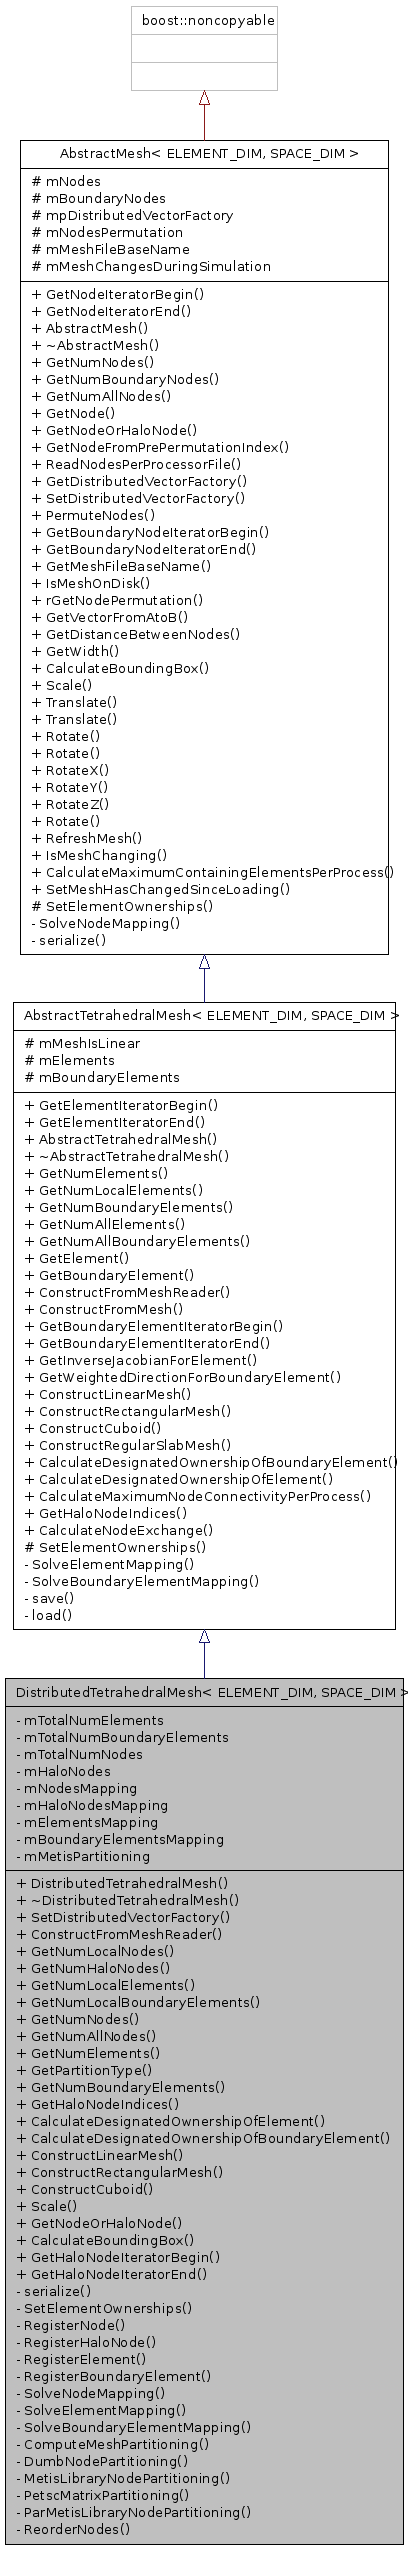 boost::noncopyable
AbstractMesh< ELEMENT_DIM, SPACE_DIM >
# mNodes
# mBoundaryNodes
# mpDistributedVectorFactory
# mNodesPermutation
# mMeshFileBaseName
# mMeshChangesDuringSimulation
+ GetNodeIteratorBegin()
+ GetNodeIteratorEnd()
+ AbstractMesh()
+ ~AbstractMesh()
+ GetNumNodes()
+ GetNumBoundaryNodes()
+ GetNumAllNodes()
+ GetNode()
+ GetNodeOrHaloNode()
+ GetNodeFromPrePermutationIndex()
+ ReadNodesPerProcessorFile()
+ GetDistributedVectorFactory()
+ SetDistributedVectorFactory()
+ PermuteNodes()
+ GetBoundaryNodeIteratorBegin()
+ GetBoundaryNodeIteratorEnd()
+ GetMeshFileBaseName()
+ IsMeshOnDisk()
+ rGetNodePermutation()
+ GetVectorFromAtoB()
+ GetDistanceBetweenNodes()
+ GetWidth()
+ CalculateBoundingBox()
+ Scale()
+ Translate()
+ Translate()
+ Rotate()
+ Rotate()
+ RotateX()
+ RotateY()
+ RotateZ()
+ Rotate()
+ RefreshMesh()
+ IsMeshChanging()
+ CalculateMaximumContainingElementsPerProcess()
+ SetMeshHasChangedSinceLoading()
# SetElementOwnerships()
- SolveNodeMapping()
- serialize()
AbstractTetrahedralMesh< ELEMENT_DIM, SPACE_DIM >
# mMeshIsLinear
# mElements
# mBoundaryElements
+ GetElementIteratorBegin()
+ GetElementIteratorEnd()
+ AbstractTetrahedralMesh()
+ ~AbstractTetrahedralMesh()
+ GetNumElements()
+ GetNumLocalElements()
+ GetNumBoundaryElements()
+ GetNumAllElements()
+ GetNumAllBoundaryElements()
+ GetElement()
+ GetBoundaryElement()
+ ConstructFromMeshReader()
+ ConstructFromMesh()
+ GetBoundaryElementIteratorBegin()
+ GetBoundaryElementIteratorEnd()
+ GetInverseJacobianForElement()
+ GetWeightedDirectionForBoundaryElement()
+ ConstructLinearMesh()
+ ConstructRectangularMesh()
+ ConstructCuboid()
+ ConstructRegularSlabMesh()
+ CalculateDesignatedOwnershipOfBoundaryElement()
+ CalculateDesignatedOwnershipOfElement()
+ CalculateMaximumNodeConnectivityPerProcess()
+ GetHaloNodeIndices()
+ CalculateNodeExchange()
# SetElementOwnerships()
- SolveElementMapping()
- SolveBoundaryElementMapping()
- save()
- load()
DistributedTetrahedralMesh< ELEMENT_DIM, SPACE_DIM >
- mTotalNumElements
- mTotalNumBoundaryElements
- mTotalNumNodes
- mHaloNodes
- mNodesMapping
- mHaloNodesMapping
- mElementsMapping
- mBoundaryElementsMapping
- mMetisPartitioning
+ DistributedTetrahedralMesh()
+ ~DistributedTetrahedralMesh()
+ SetDistributedVectorFactory()
+ ConstructFromMeshReader()
+ GetNumLocalNodes()
+ GetNumHaloNodes()
+ GetNumLocalElements()
+ GetNumLocalBoundaryElements()
+ GetNumNodes()
+ GetNumAllNodes()
+ GetNumElements()
+ GetPartitionType()
+ GetNumBoundaryElements()
+ GetHaloNodeIndices()
+ CalculateDesignatedOwnershipOfElement()
+ CalculateDesignatedOwnershipOfBoundaryElement()
+ ConstructLinearMesh()
+ ConstructRectangularMesh()
+ ConstructCuboid()
+ Scale()
+ GetNodeOrHaloNode()
+ CalculateBoundingBox()
+ GetHaloNodeIteratorBegin()
+ GetHaloNodeIteratorEnd()
- serialize()
- SetElementOwnerships()
- RegisterNode()
- RegisterHaloNode()
- RegisterElement()
- RegisterBoundaryElement()
- SolveNodeMapping()
- SolveElementMapping()
- SolveBoundaryElementMapping()
- ComputeMeshPartitioning()
- DumbNodePartitioning()
- MetisLibraryNodePartitioning()
- PetscMatrixPartitioning()
- ParMetisLibraryNodePartitioning()
- ReorderNodes()